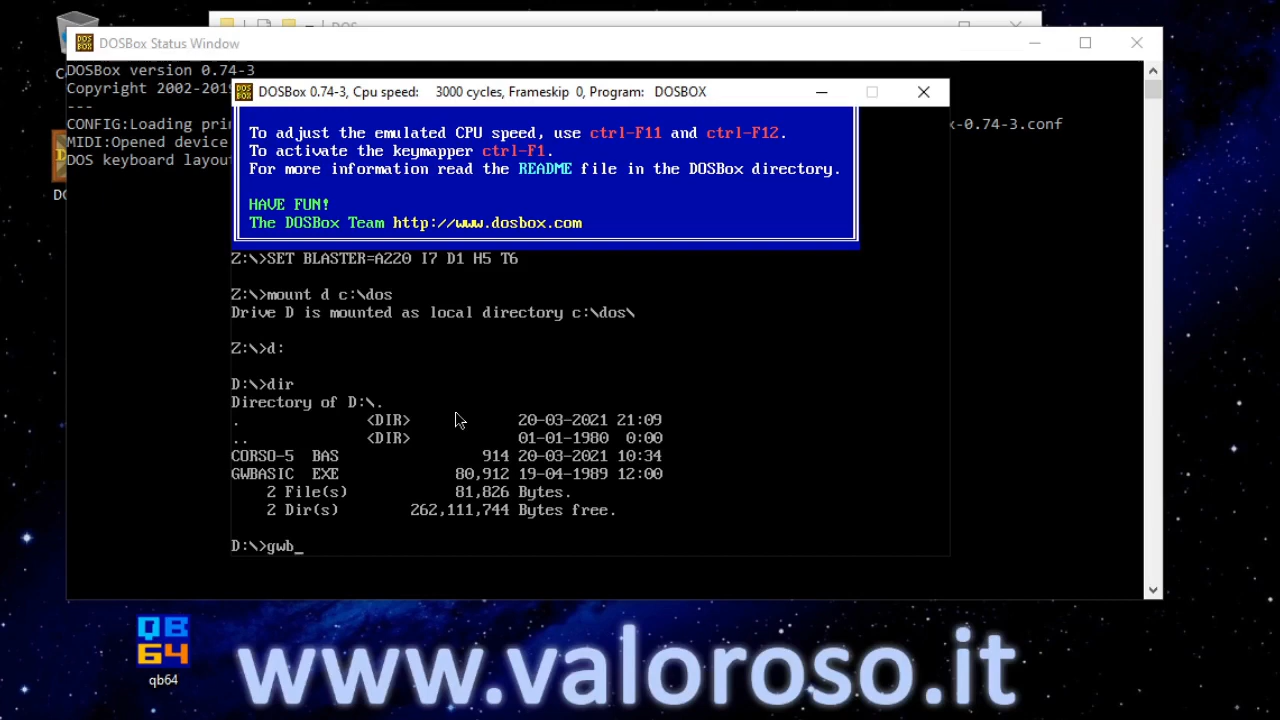 DOS
DOSBox Status Window
DOSBox version 0.74-3
Copyright 2002-201
---
CONFIG:Loading pri
x-0.74-3.conf
MIDI:Opened device
DOS keyboard layou
DOSBox 0.74-3, Cpu speed: 3000 cycles, Frameskip 0, Program: DOSBOX
To adjust the emulated CPU speed, use ctrl-F11 and ctrl-F12.
To activate the keymapper ctrl-F1.
For more information read the README file in the DOSBox directory.
HAVE FUN!
The DOSBox Team http://www.dosbox.com
Z:\>SET BLASTER=A220 I7 D1 H5 T6
Z:\>mount d c:\dos
Drive D is mounted as local directory c:\dos\
Z:\>d:
D:\>dir
Directory of D:\.
. <DIR> 20-03-2021 21:09
.. <DIR> 01-01-1980 0:00
CORSO-5 BAS 914 20-03-2021 10:34
GWBASIC EXE 80,912 19-04-1989 12:00
2 File(s) 81,826 Bytes.
2 Dir(s) 262,111,744 Bytes free.
D:\>gwb_
QB
64
qb64
www.valoroso.it